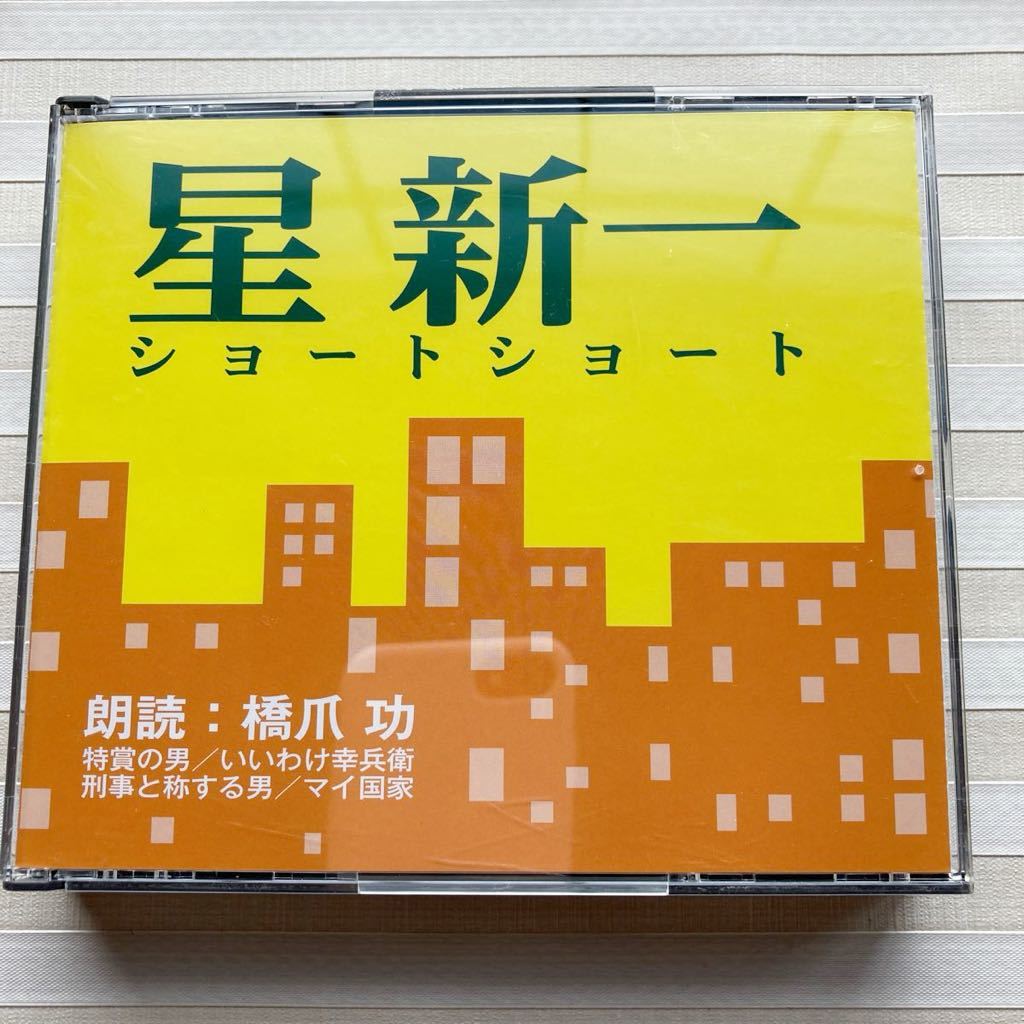 星 新一
ショートショート
朗読：橋爪 功
特賞の男／いいわけ幸兵衛
刑事と称する男／マイ国家